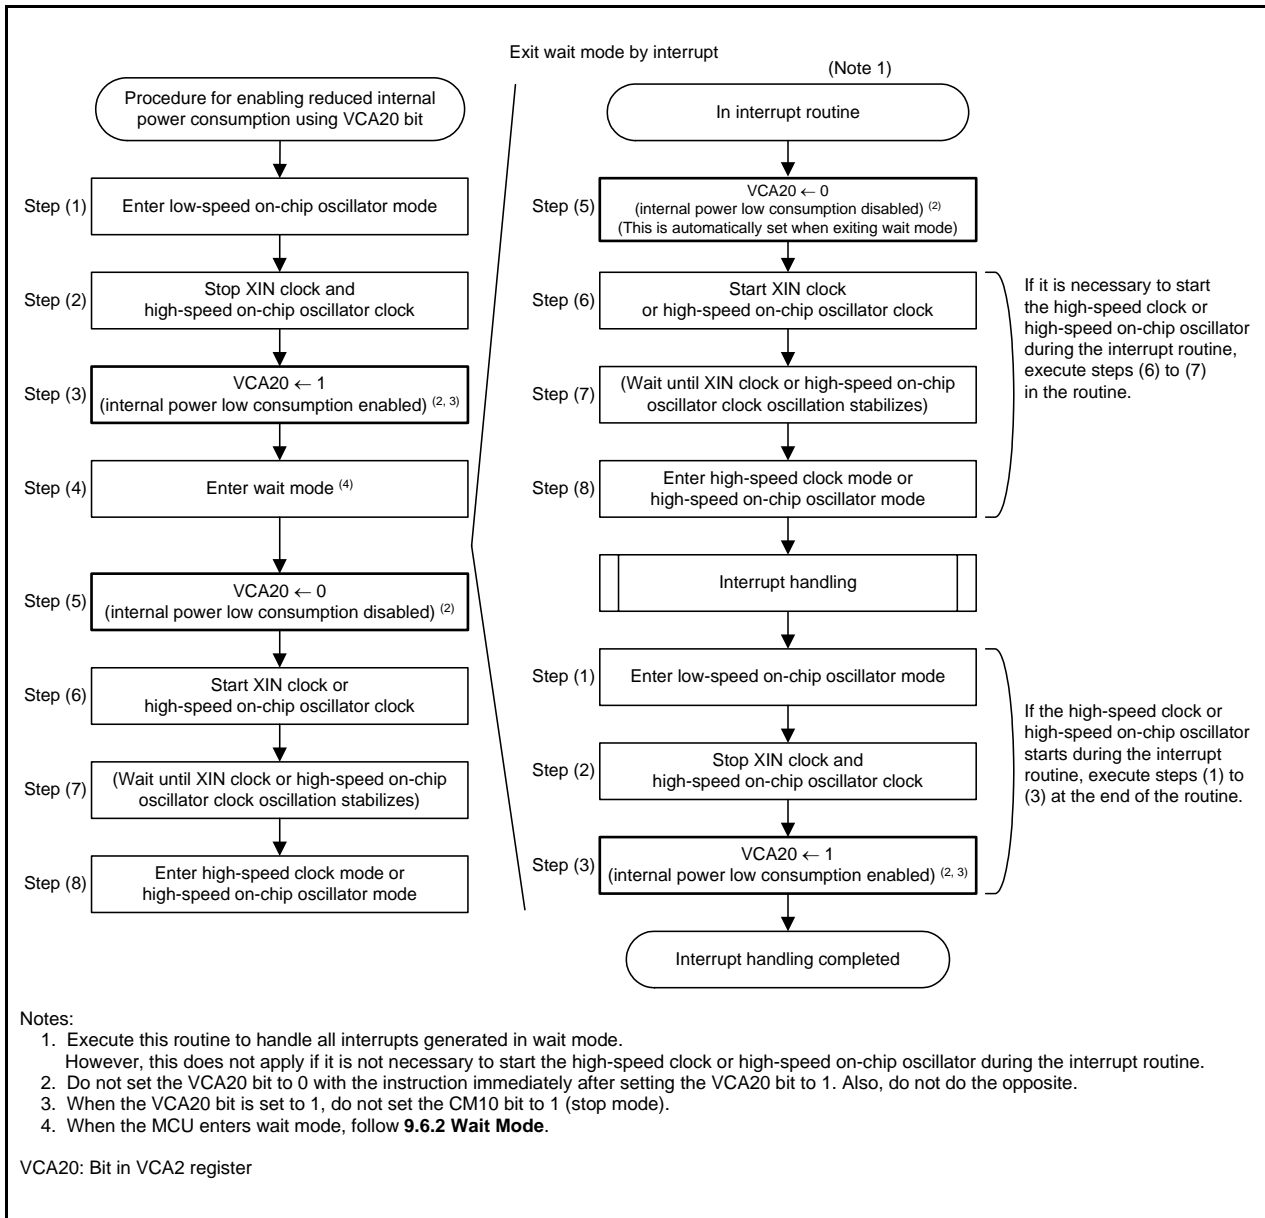 Exit wait mode by interrupt
Procedure for enabling reduced internal
power consumption using VCA20 bit
Step (1)
Enter low-speed on-chip oscillator mode
Step (2)
Stop XIN clock and
high-speed on-chip oscillator clock
Step (3)
VCA20 ← 1
(internal power low consumption enabled) (2, 3)
Step (4)
Enter wait mode (4)
Step (5)
VCA20 ← 0
(internal power low consumption disabled) (2)
Step (6)
Start XIN clock or
high-speed on-chip oscillator clock
Step (7)
(Wait until XIN clock or high-speed on-chip
oscillator clock oscillation stabilizes)
Step (8)
Enter high-speed clock mode or
high-speed on-chip oscillator mode
(Note 1)
In interrupt routine
Step (5)
VCA20 ← 0
(internal power low consumption disabled) (2)
(This is automatically set when exiting wait mode)
Step (6)
Start XIN clock
or high-speed on-chip oscillator clock
Step (7)
(Wait until XIN clock or high-speed on-chip
oscillator clock oscillation stabilizes)
Step (8)
Enter high-speed clock mode or
high-speed on-chip oscillator mode
If it is necessary to start
the high-speed clock or
high-speed on-chip oscillator
during the interrupt routine,
execute steps (6) to (7)
in the routine.
Interrupt handling
Step (1)
Enter low-speed on-chip oscillator mode
Step (2)
Stop XIN clock and
high-speed on-chip oscillator clock
Step (3)
VCA20 ← 1
(internal power low consumption enabled) (2, 3)
If the high-speed clock or
high-speed on-chip oscillator
starts during the interrupt
routine, execute steps (1) to
(3) at the end of the routine.
Interrupt handling completed
Notes:
1. Execute this routine to handle all interrupts generated in wait mode.
However, this does not apply if it is not necessary to start the high-speed clock or high-speed on-chip oscillator during the interrupt routine.
2. Do not set the VCA20 bit to 0 with the instruction immediately after setting the VCA20 bit to 1. Also, do not do the opposite.
3. When the VCA20 bit is set to 1, do not set the CM10 bit to 1 (stop mode).
4. When the MCU enters wait mode, follow 9.6.2 Wait Mode.
VCA20: Bit in VCA2 register